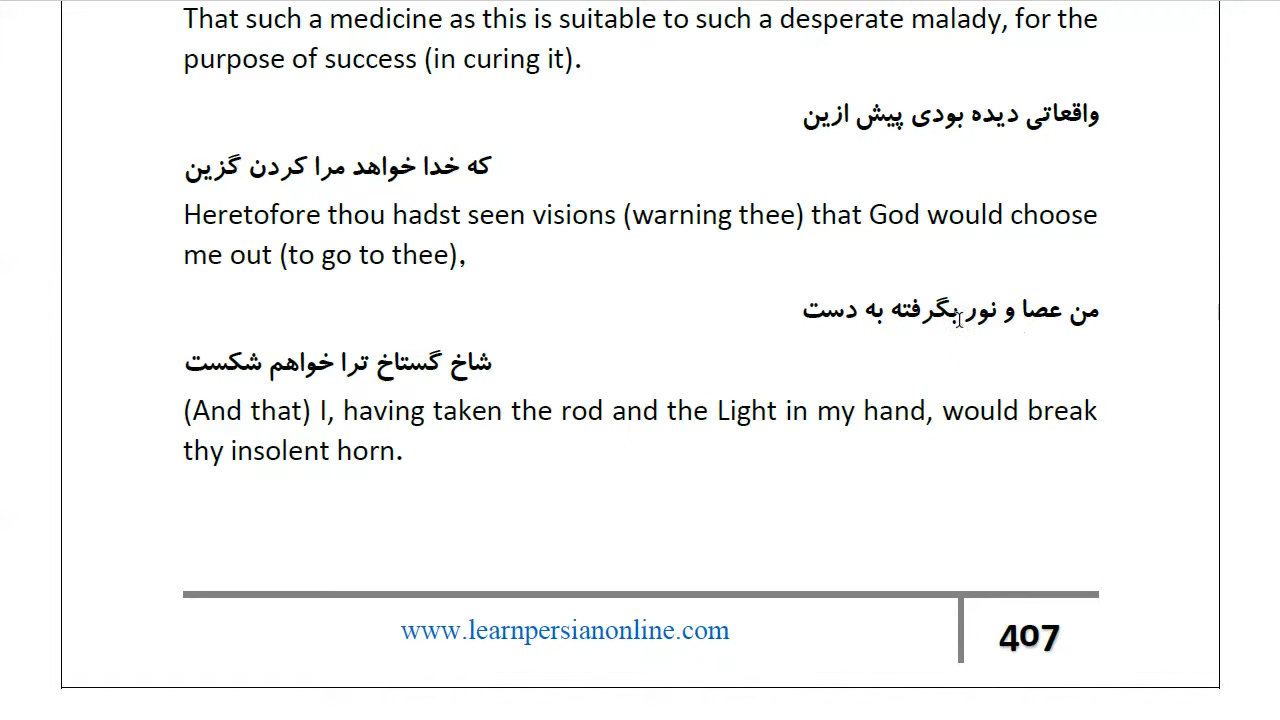 That such a medicine as this is suitable to such a desperate malady, for the
purpose of success (in curing it).
واقعاتی دیده بودی پیش ازین
که خدا خواهد مرا کردن گزین
Heretofore thou hadst seen visions (warning thee) that God would choose
me out (to go to thee),
من عصا و نور بگرفته به دست
شاخ گستاخ ترا خواهم شکست
(And that) I, having taken the rod and the Light in my hand, would break
thy insolent horn.
www.learnpersianonline.com
407